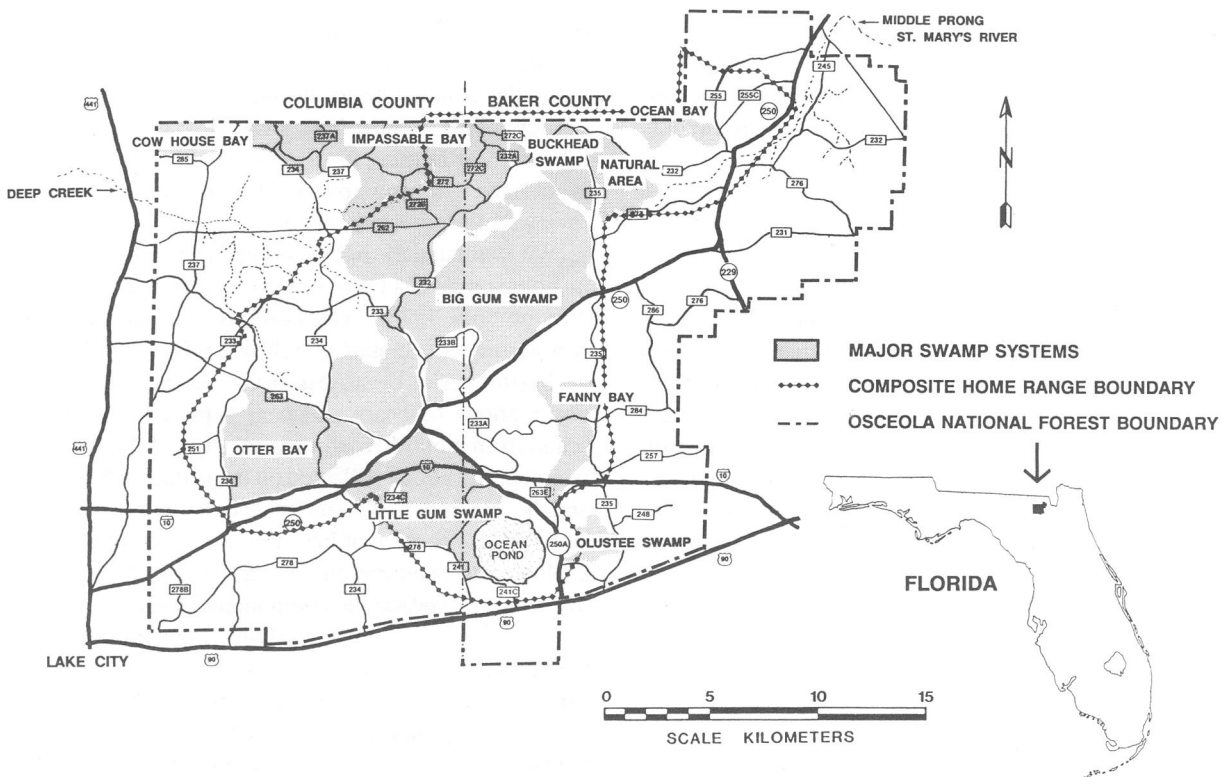 MIDDLE PRONG
ST. MARY'S RIVER
441
COLUMBIA COUNTY
BAKER COUNTY
OCEAN BAY
255
255C
250
245
COW HOUSE BAY
237A
IMPASSABLE BAY
272C
BUCKHEAD
SWAMP
232A
NATURAL
AREA
285
234
237
272
232
232
DEEP CREEK
235
276
262
231
237
232
229
BIG GUM SWAMP
250
276
233
286
233
234
233B
235
MAJOR SWAMP SYSTEMS
COMPOSITE HOME RANGE BOUNDARY
263
FANNY BAY
284
OSCEOLA NATIONAL FOREST BOUNDARY
233A
441
251
OTTER BAY
257
236
10
10
234C
263E
235
248
10
250
LITTLE GUM SWAMP
OCEAN
POND
250A
OLUSTEE SWAMP
278
278
241
90
278B
234
241C
90
FLORIDA
LAKE CITY
90
N
0 5 10 15
SCALE KILOMETERS